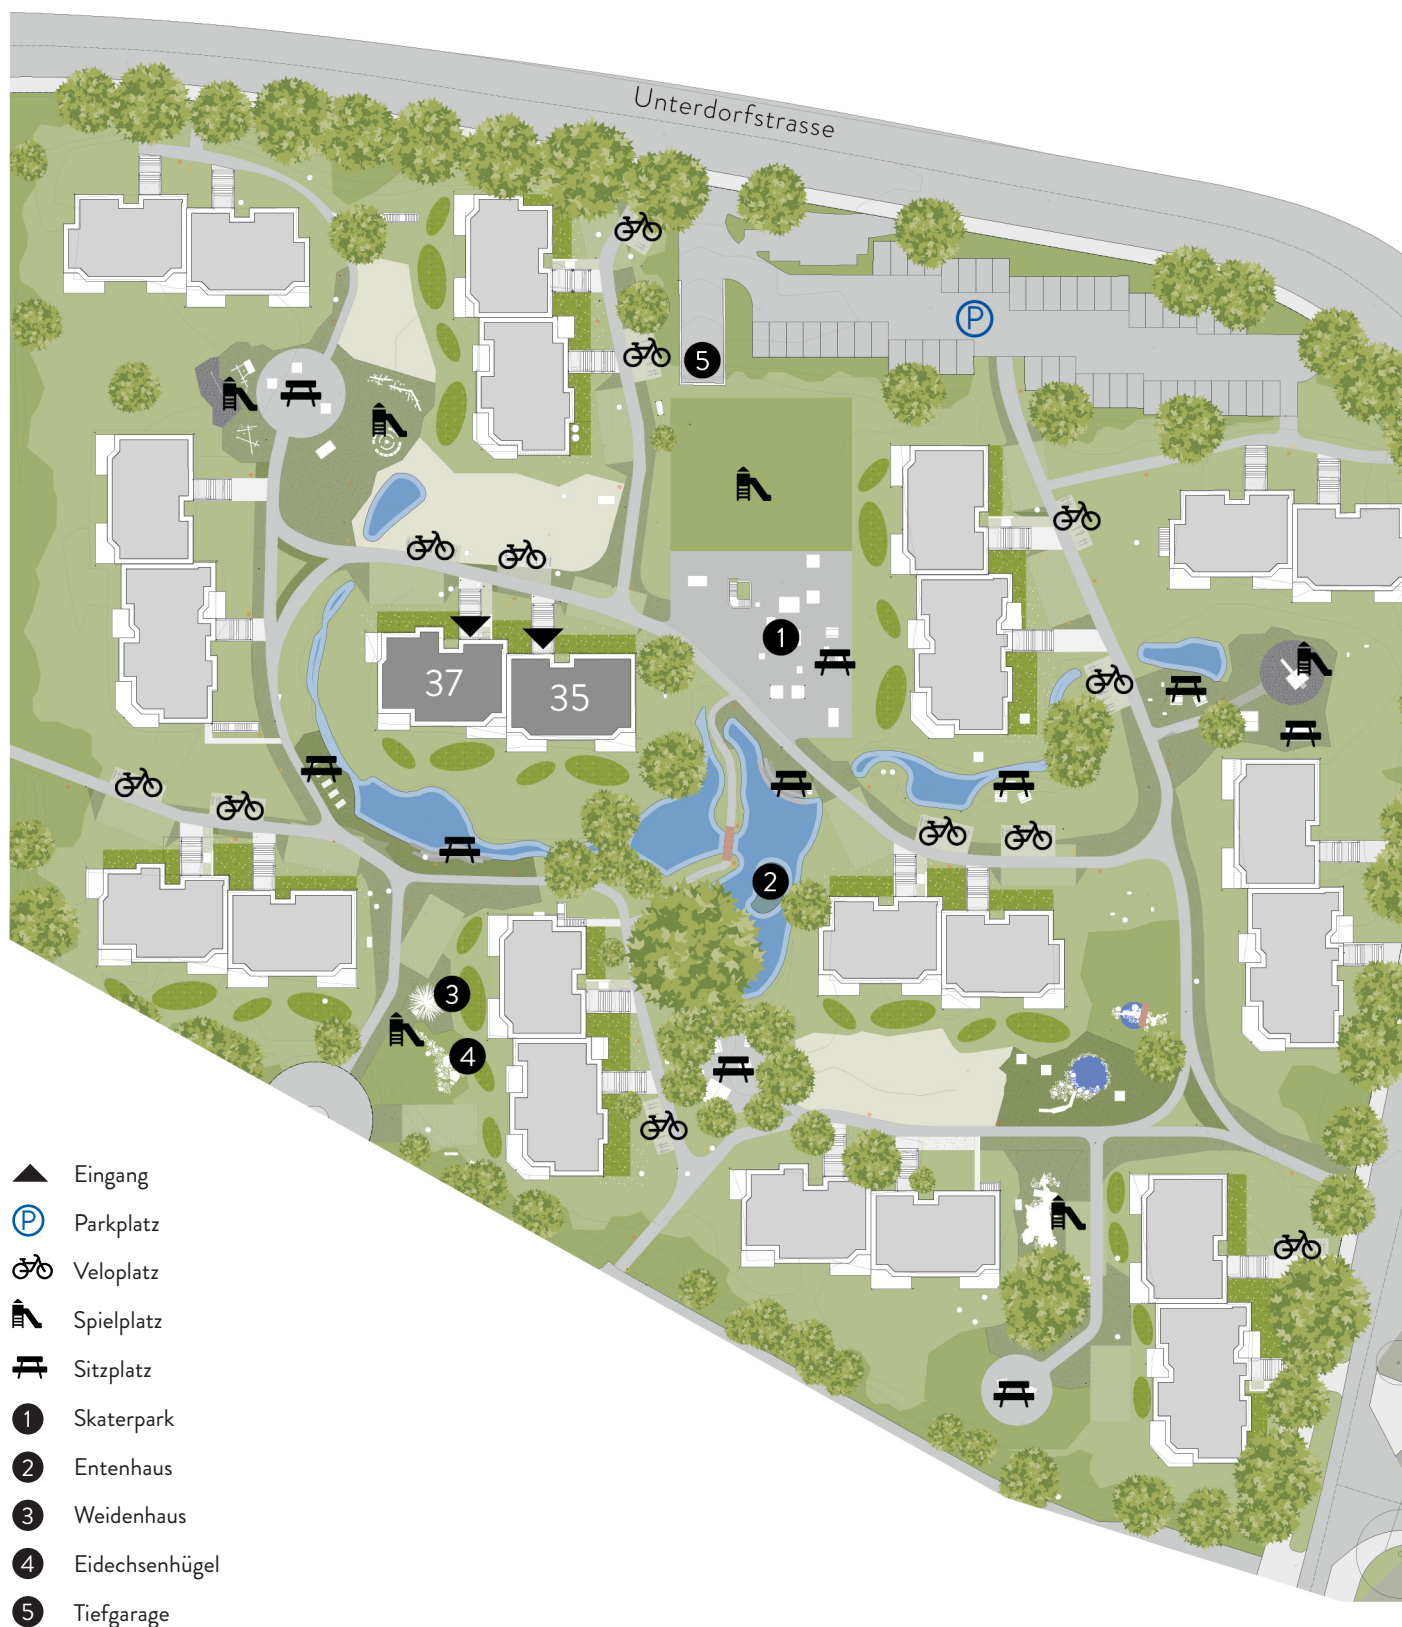 Unterdorfstrasse
P
5
1
37
35
2
3
4
Eingang
P Parkplatz
Veloplatz
Spielplatz
Sitzplatz
1 Skaterpark
2 Entenhaus
3 Weidenhaus
4 Eidechsenhügel
5 Tiefgarage